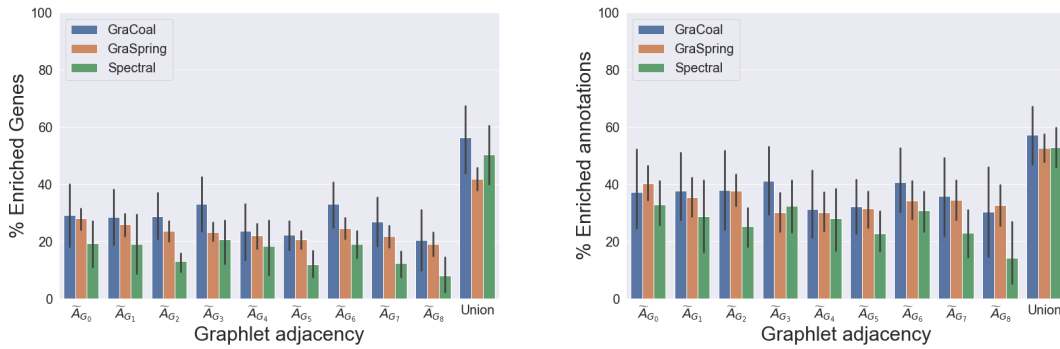 % Enriched Genes
100
80
60
40
20
0
GraCoal
GraSpring
Spectral
Ã_G₀ Ã_G₁ Ã_G₂ Ã_G₃ Ã_G₄ Ã_G₅ Ã_G₆ Ã_G₇ Ã_G₈ Union
Graphlet adjacency
% Enriched annotations
100
80
60
40
20
0
GraCoal
GraSpring
Spectral
Ã_G₀ Ã_G₁ Ã_G₂ Ã_G₃ Ã_G₄ Ã_G₅ Ã_G₆ Ã_G₇ Ã_G₈ Union
Graphlet adjacency